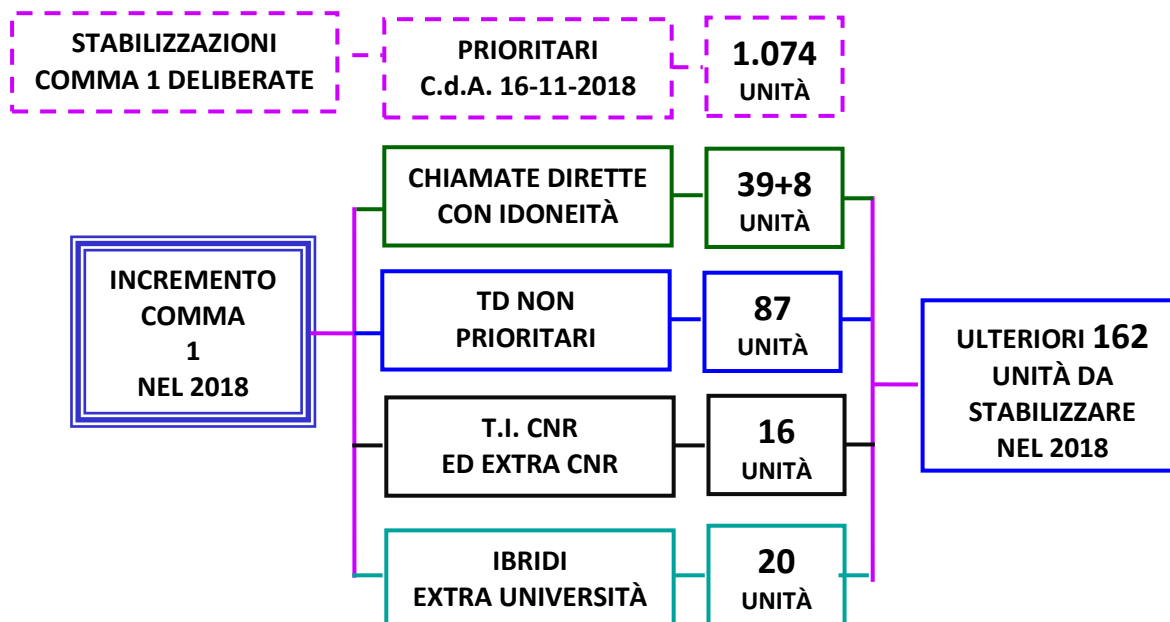 STABILIZZAZIONI
COMMA 1 DELIBERATE
PRIORITARI
C.d.A. 16-11-2018
1.074
UNITÀ
CHIAMATE DIRETTE
CON IDONEITÀ
39+8
UNITÀ
INCREMENTO
COMMA
1
NEL 2018
TD NON
PRIORITARI
87
UNITÀ
ULTERIORI 162
UNITÀ DA
STABILIZZARE
NEL 2018
T.I. CNR
ED EXTRA CNR
16
UNITÀ
IBRIDI
EXTRA UNIVERSITÀ
20
UNITÀ